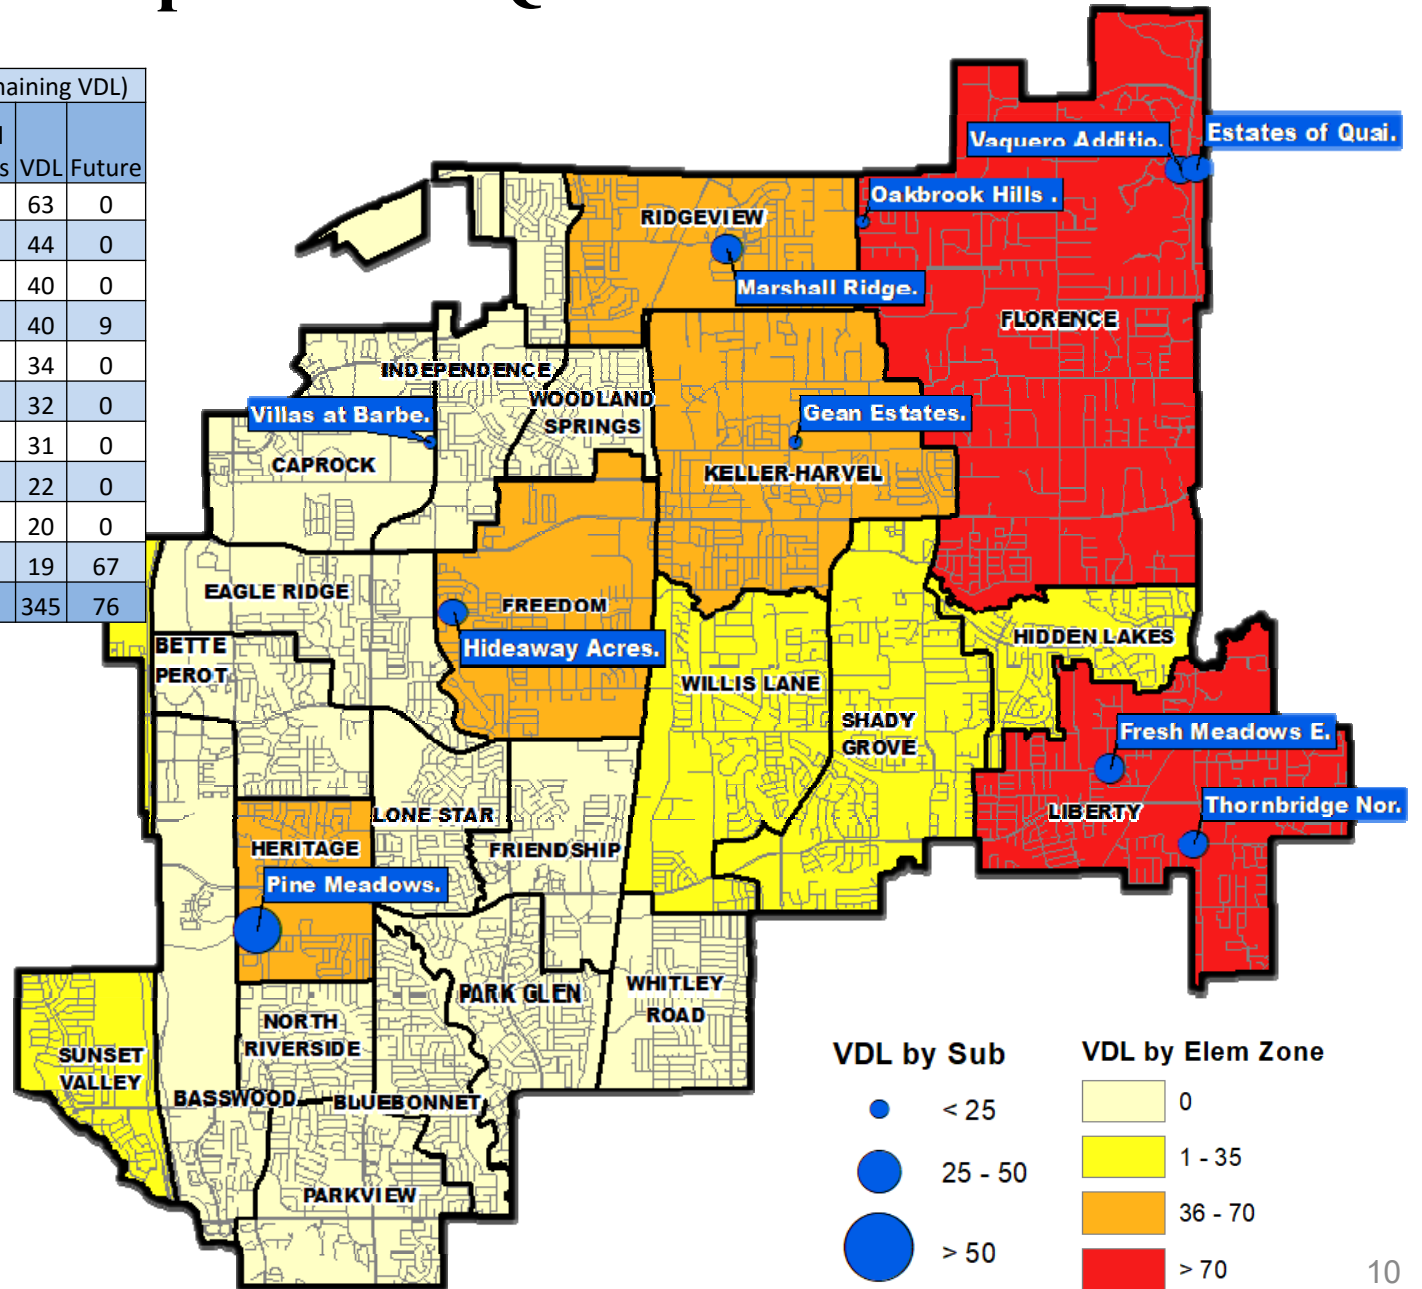 naining VDL)
s VDL Future
63 0
44 0
40 0
40 9
34 0
32 0
31 0
22 0
20 0
19 67
345 76
Estates of Quai.
Vaquero Additio.
Oakbrook Hills .
RIDGEVIEW
Marshall Ridge.
FLORENCE
INDEPENDENCE
WOODLAND
SPRINGS
Villas at Barbe.
Gean Estates.
CAPROCK
KELLER-HARVEL
EAGLE RIDGE
FREEDOM
BETTE
PEROT
Hideaway Acres.
HIDDEN LAKES
WILLIS LANE
SHADY
GROVE
Fresh Meadows E.
LIBERTY
Thornbridge Nor.
LONE STAR
HERITAGE
FRIENDSHIP
Pine Meadows.
PARK GLEN
WHITLEY
ROAD
NORTH
RIVERSIDE
SUNSET
VALLEY
BASSWOOD
BLUEBONNET
PARKVIEW
VDL by Sub
< 25
25 - 50
> 50
VDL by Elem Zone
0
1 - 35
36 - 70
> 70
10